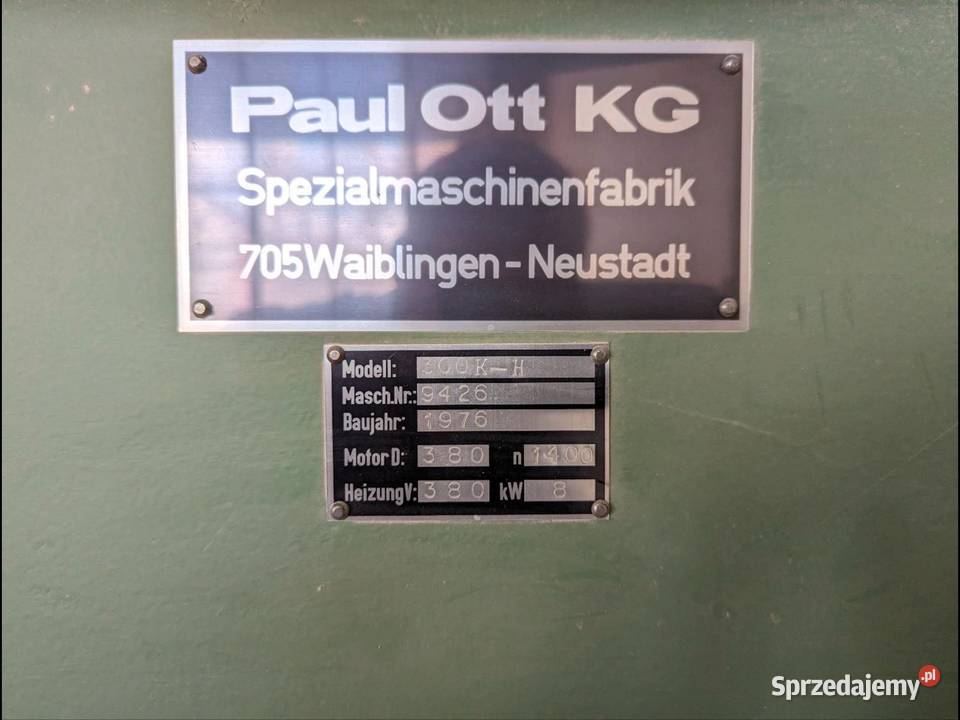 Paul Ott KG
Spezialmaschinenfabrik
705 Waiblingen - Neustadt
Modell: 300K-H
Masch.Nr.: 9426
Baujahr: 1976
Motor D: 380 n 1400
Heizung V: 380 kW 8
Sprzedajemy.pl